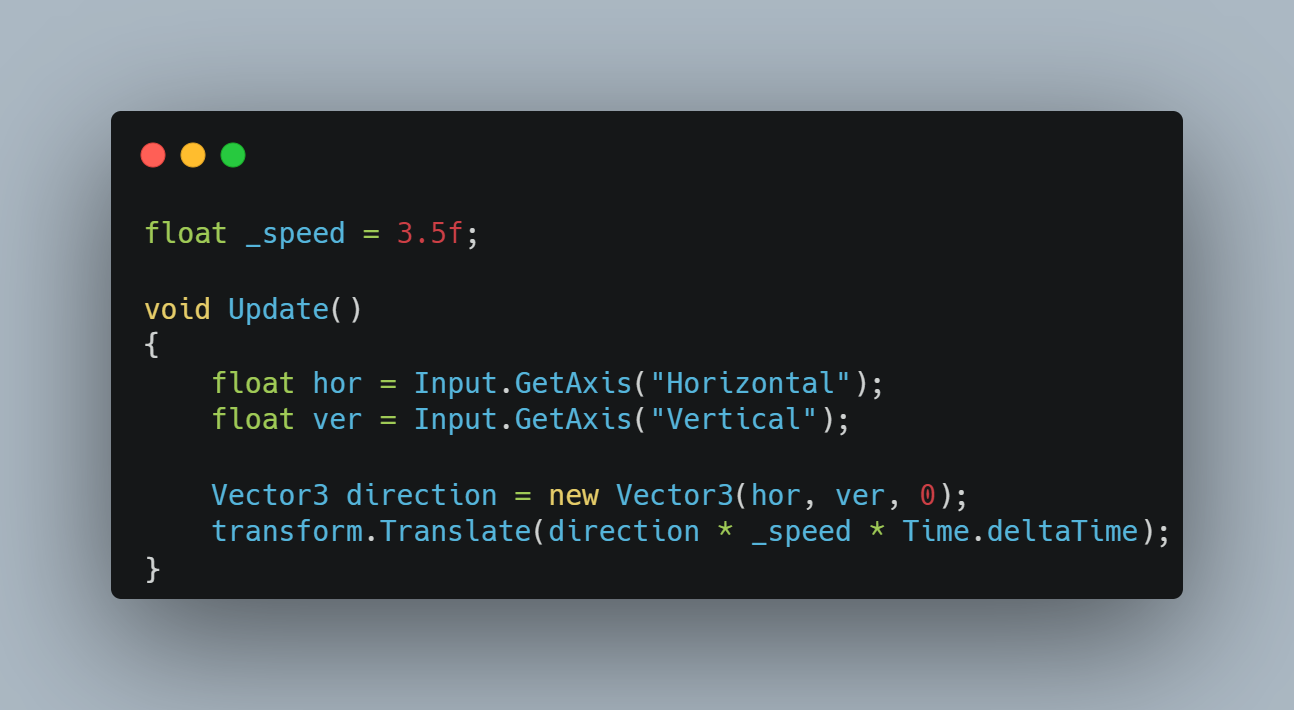 float _speed = 3.5f;
void Update()
{
    float hor = Input.GetAxis("Horizontal");
    float ver = Input.GetAxis("Vertical");
    Vector3 direction = new Vector3(hor, ver, 0);
    transform.Translate(direction * _speed * Time.deltaTime);
}